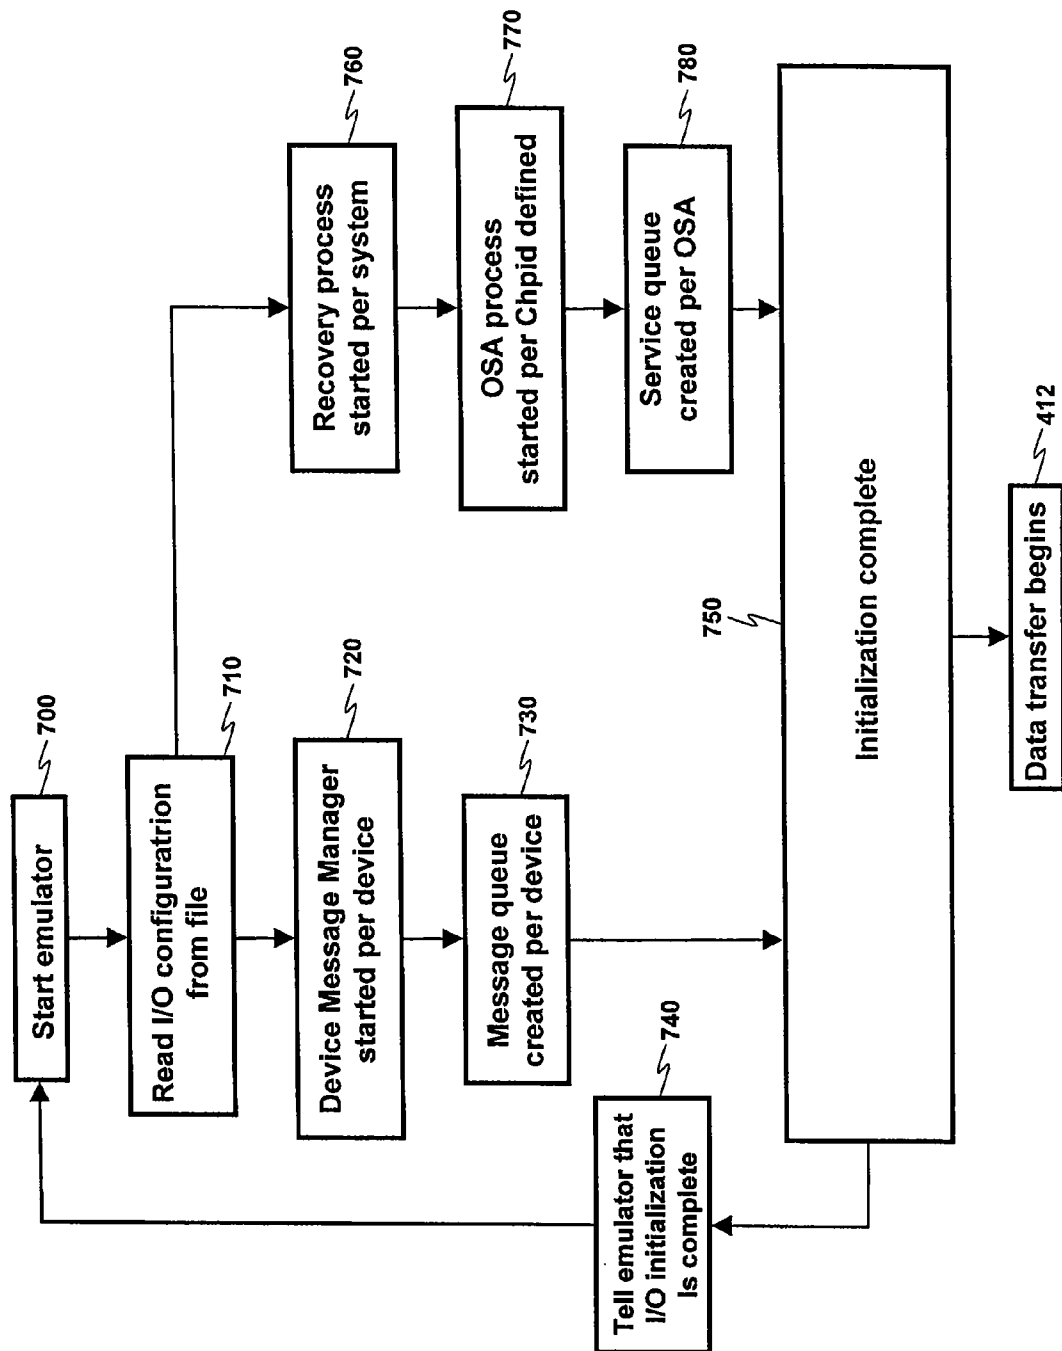 Start emulator
700
Read I/O configuratrion
from file
710
Device Message Manager
started per device
720
Message queue
created per device
730
Recovery process
started per system
760
OSA process
started per Chpid defined
770
Service queue
created per OSA
780
Tell emulator that
I/O initialization
Is complete
740
Initialization complete
750
Data transfer begins
412